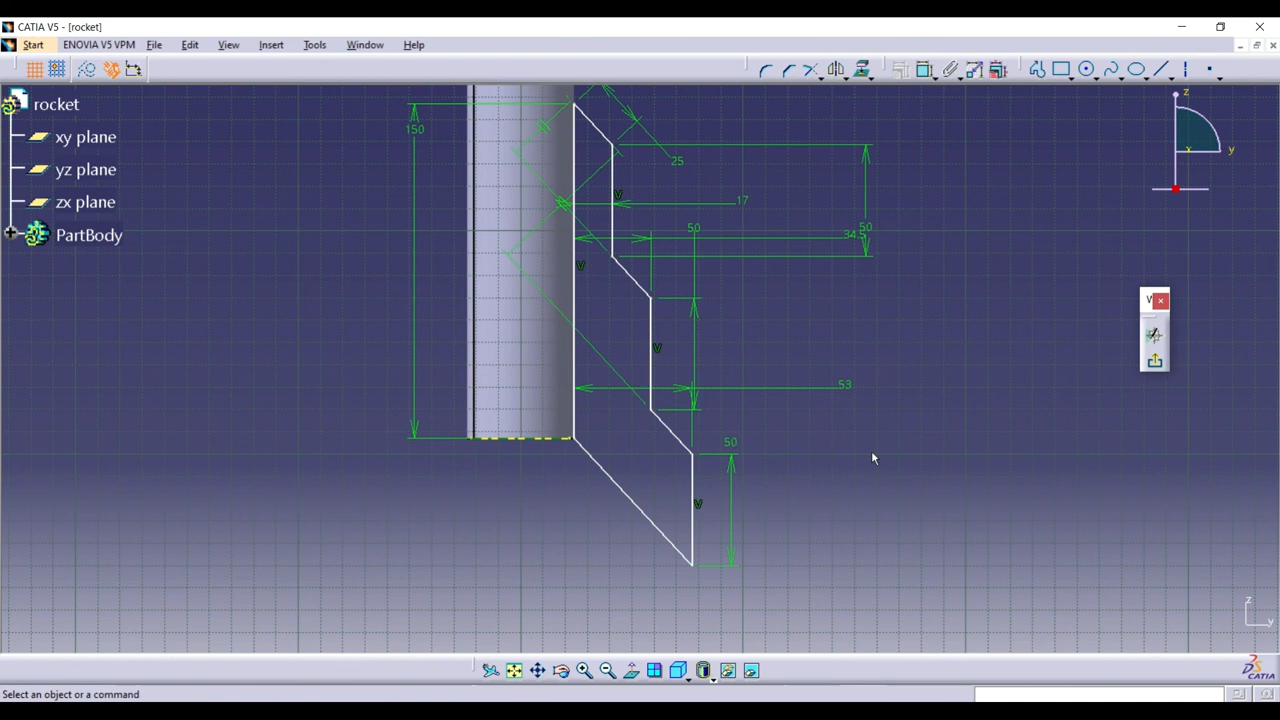 CATIA V5 - [rocket]
Start ENOVIA V5 VPM File Edit View Insert Tools Window Help
rocket
xy plane
yz plane
zx plane
PartBody
150
25
17
50
50
34.5
53
50
V
V
V
V
z
x
y
V
z
y
CATIA
Select an object or a command